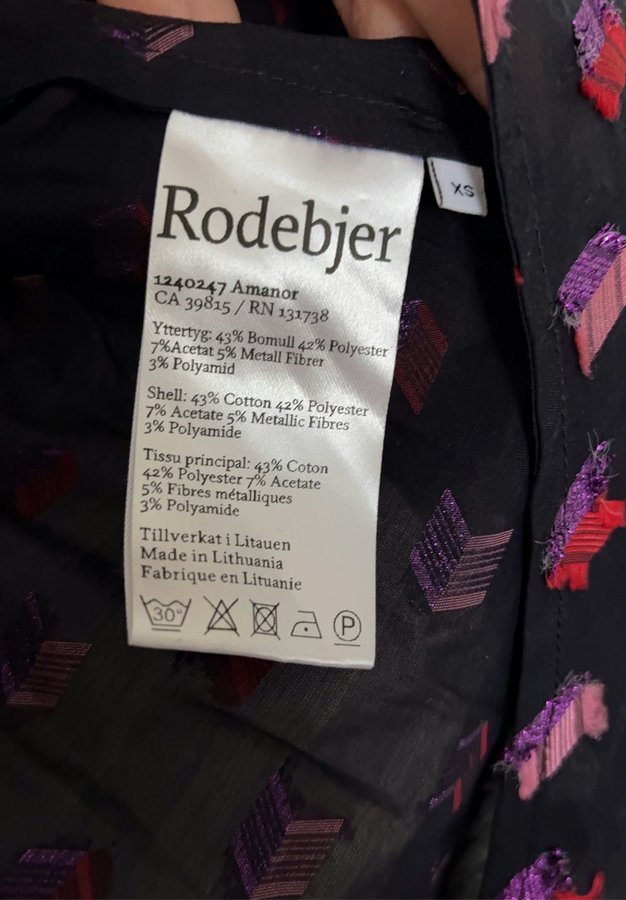 Rodebjer
XS
1240247 Amanor
CA 39815 / RN 131738
Yttertyg: 43% Bomull 42% Polyester
7%Acetat 5% Metall Fibrer
3% Polyamid
Shell: 43% Cotton 42% Polyester
7% Acetate 5% Metallic Fibres
3% Polyamide
Tissu principal: 43% Coton
42% Polyester 7% Acetate
5% Fibres métalliques
3% Polyamide
Tillverkat i Litauen
Made in Lithuania
Fabrique en Lituanie
30° P